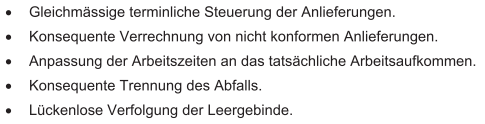 • Gleichmässige terminliche Steuerung der Anlieferungen.
• Konsequente Verrechnung von nicht konformen Anlieferungen.
• Anpassung der Arbeitszeiten an das tatsächliche Arbeitsaufkommen.
• Konsequente Trennung des Abfalls.
• Lückenlose Verfolgung der Leergebinde.